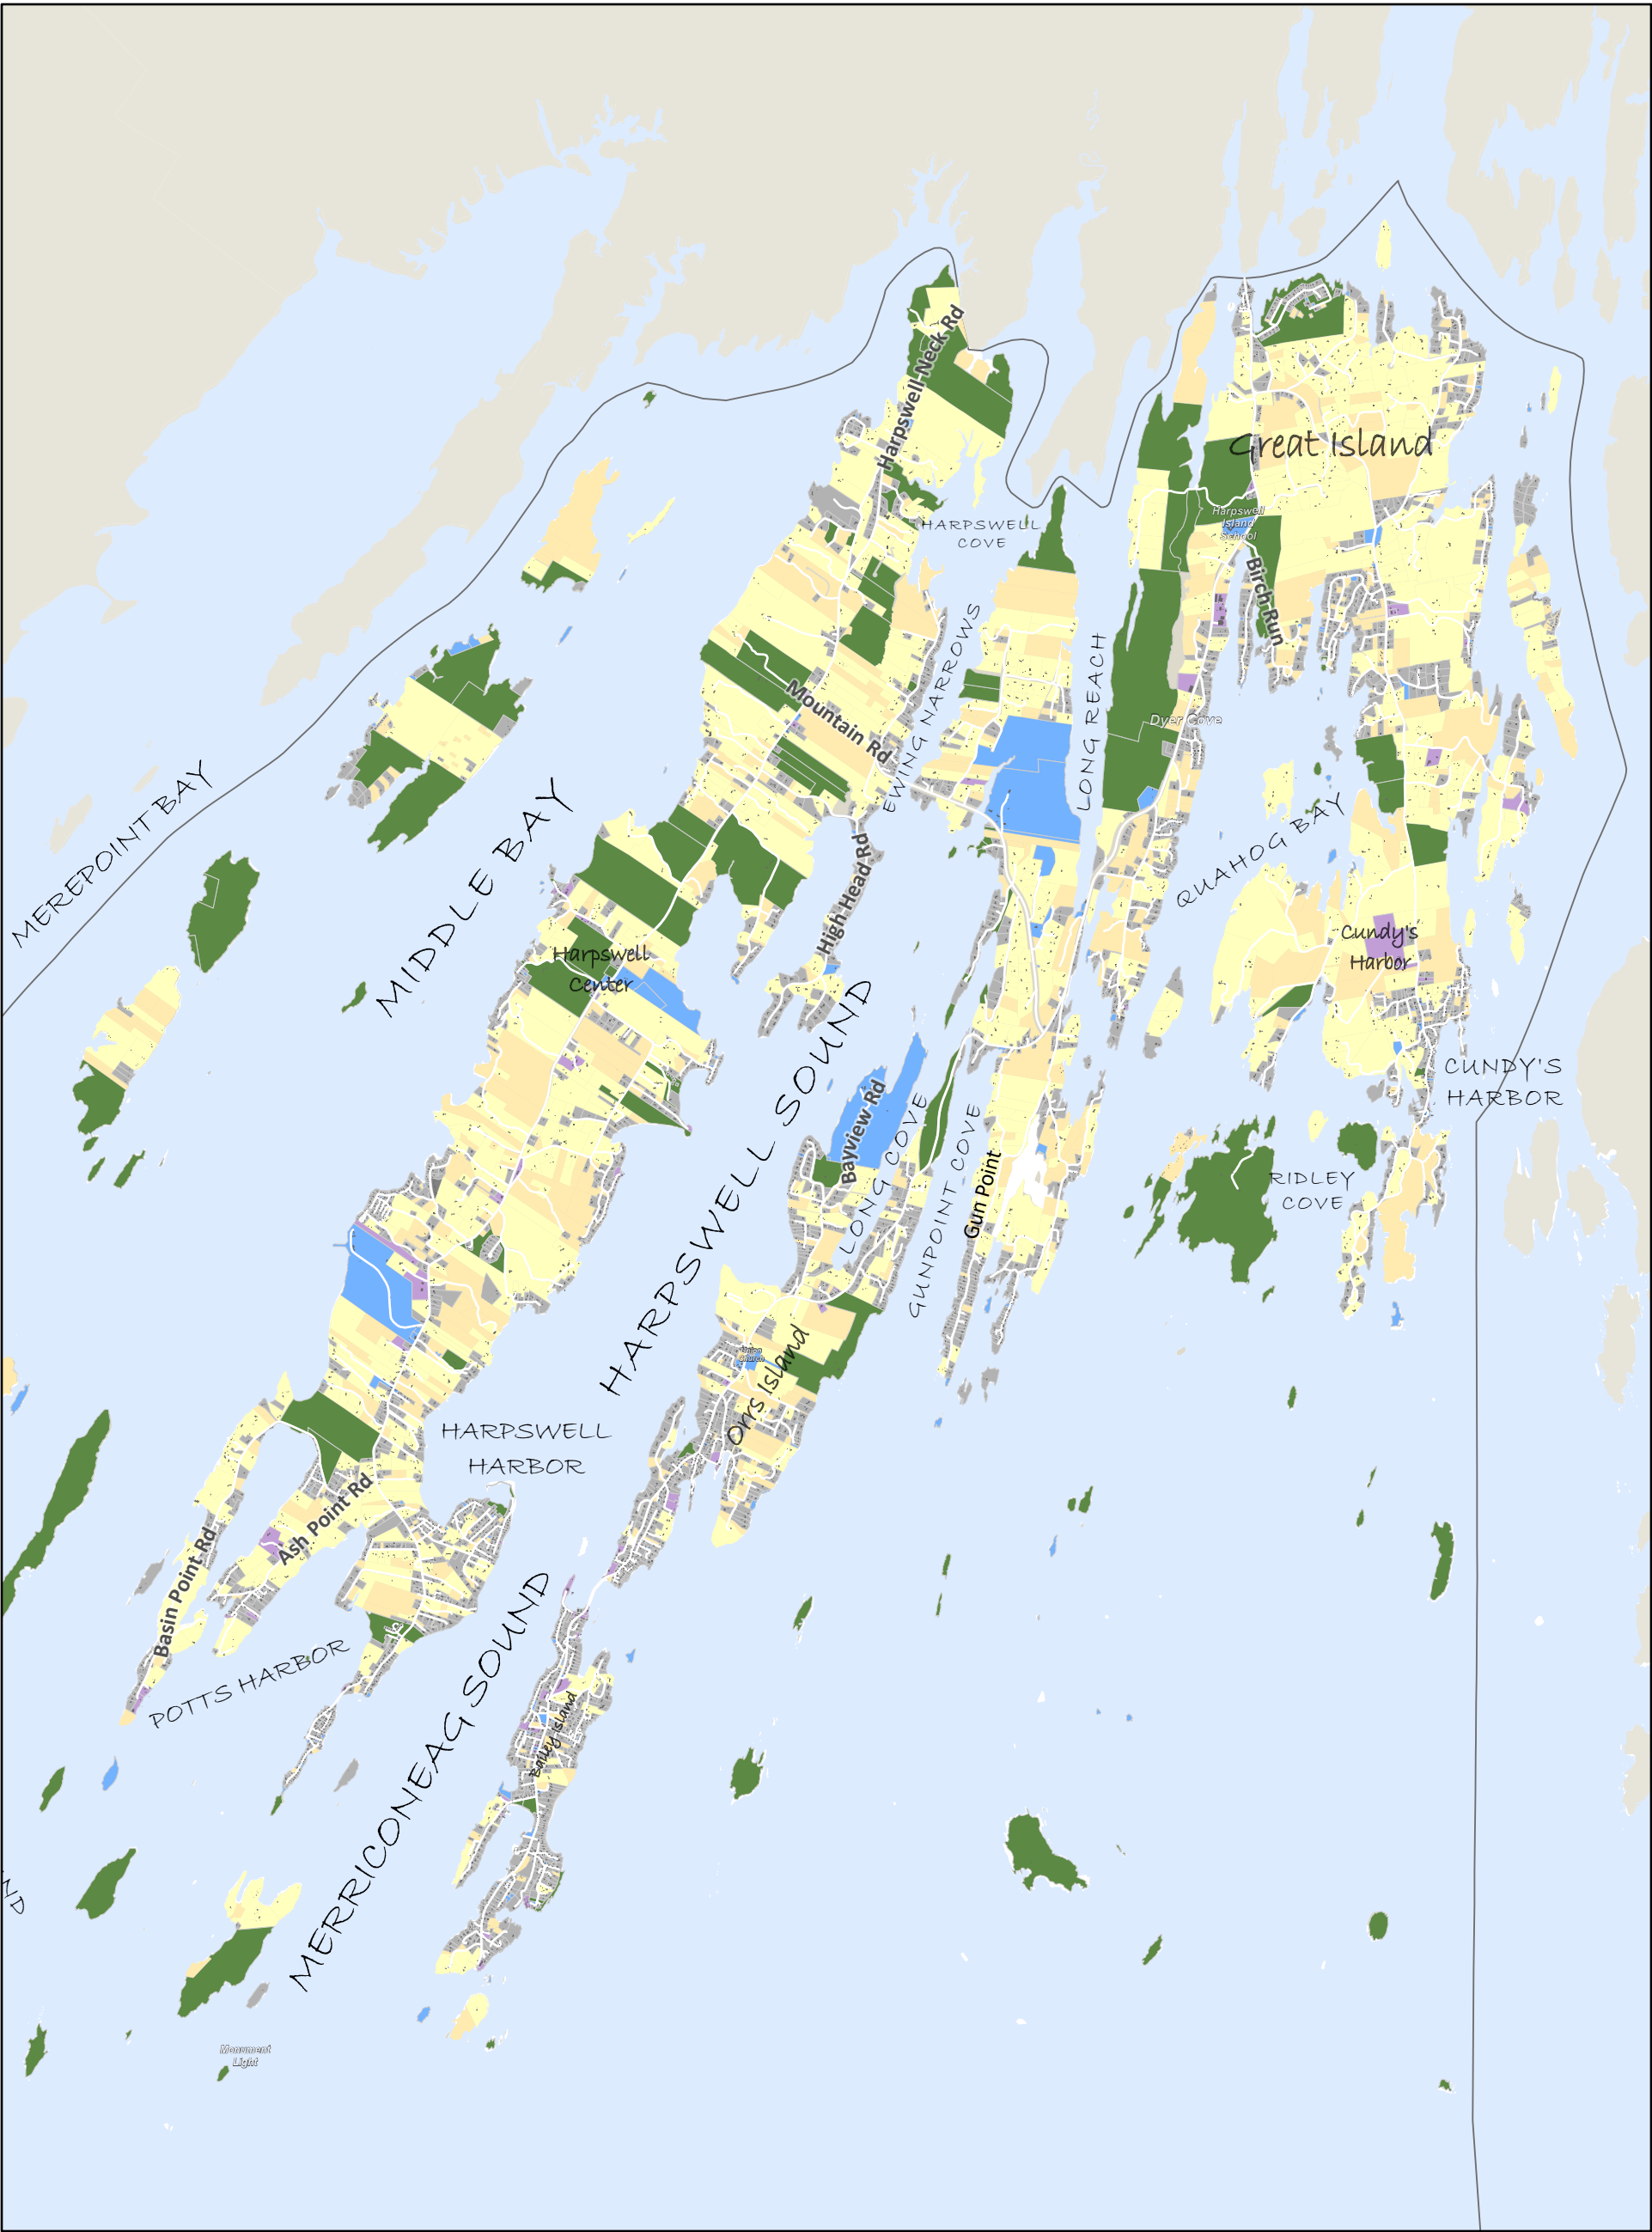 Harpswell Neck Rd
Great Island
HARPSWELL
COVE
Harpswell
Island
School
Birch Run
EWING NARROWS
LONG REACH
Mountain Rd
Dyer Cove
MEREPOINT BAY
MIDDLE BAY
QUAHOG BAY
High Head Rd
Harpswell
Center
Cundy's
Harbor
HARPSWELL SOUND
CUNDY'S
HARBOR
Bayview Rd
LONG COVE
GUNPOINT COVE
Gun Point
RIDLEY
COVE
Union
Church
Orrs Island
HARPSWELL
HARBOR
Ash Point Rd
Basin Point Rd
POTTS HARBOR
MERRICONEAG SOUND
Bailey Island
ND
Monument
Light